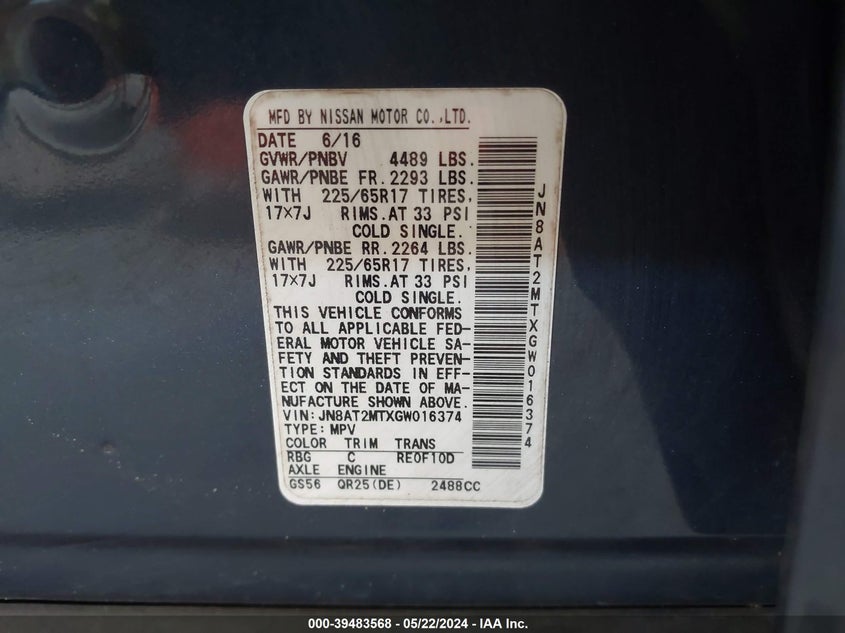 MFD BY NISSAN MOTOR CO.,LTD.
DATE 6/16
GVWR/PNBV 4489 LBS.
GAWR/PNBE FR. 2293 LBS.
WITH 225/65R17 TIRES,
17×7J RIMS.AT 33 PSI
COLD SINGLE.
GAWR/PNBE RR. 2264 LBS.
WITH 225/65R17 TIRES,
17×7J RIMS.AT 33 PSI
COLD SINGLE.
THIS VEHICLE CONFORMS
TO ALL APPLICABLE FED-
ERAL MOTOR VEHICLE SA-
FETY AND THEFT PREVEN-
TION STANDARDS IN EFF-
ECT ON THE DATE OF MA-
NUFACTURE SHOWN ABOVE.
VIN:JN8AT2MTXGW016374
TYPE:MPV
COLOR TRIM TRANS
RBG C RE0F10D
AXLE ENGINE
GS56 QR25(DE) 2488CC
JN8AT2MTXGW016374
000-39483568 - 05/22/2024 - IAA Inc.